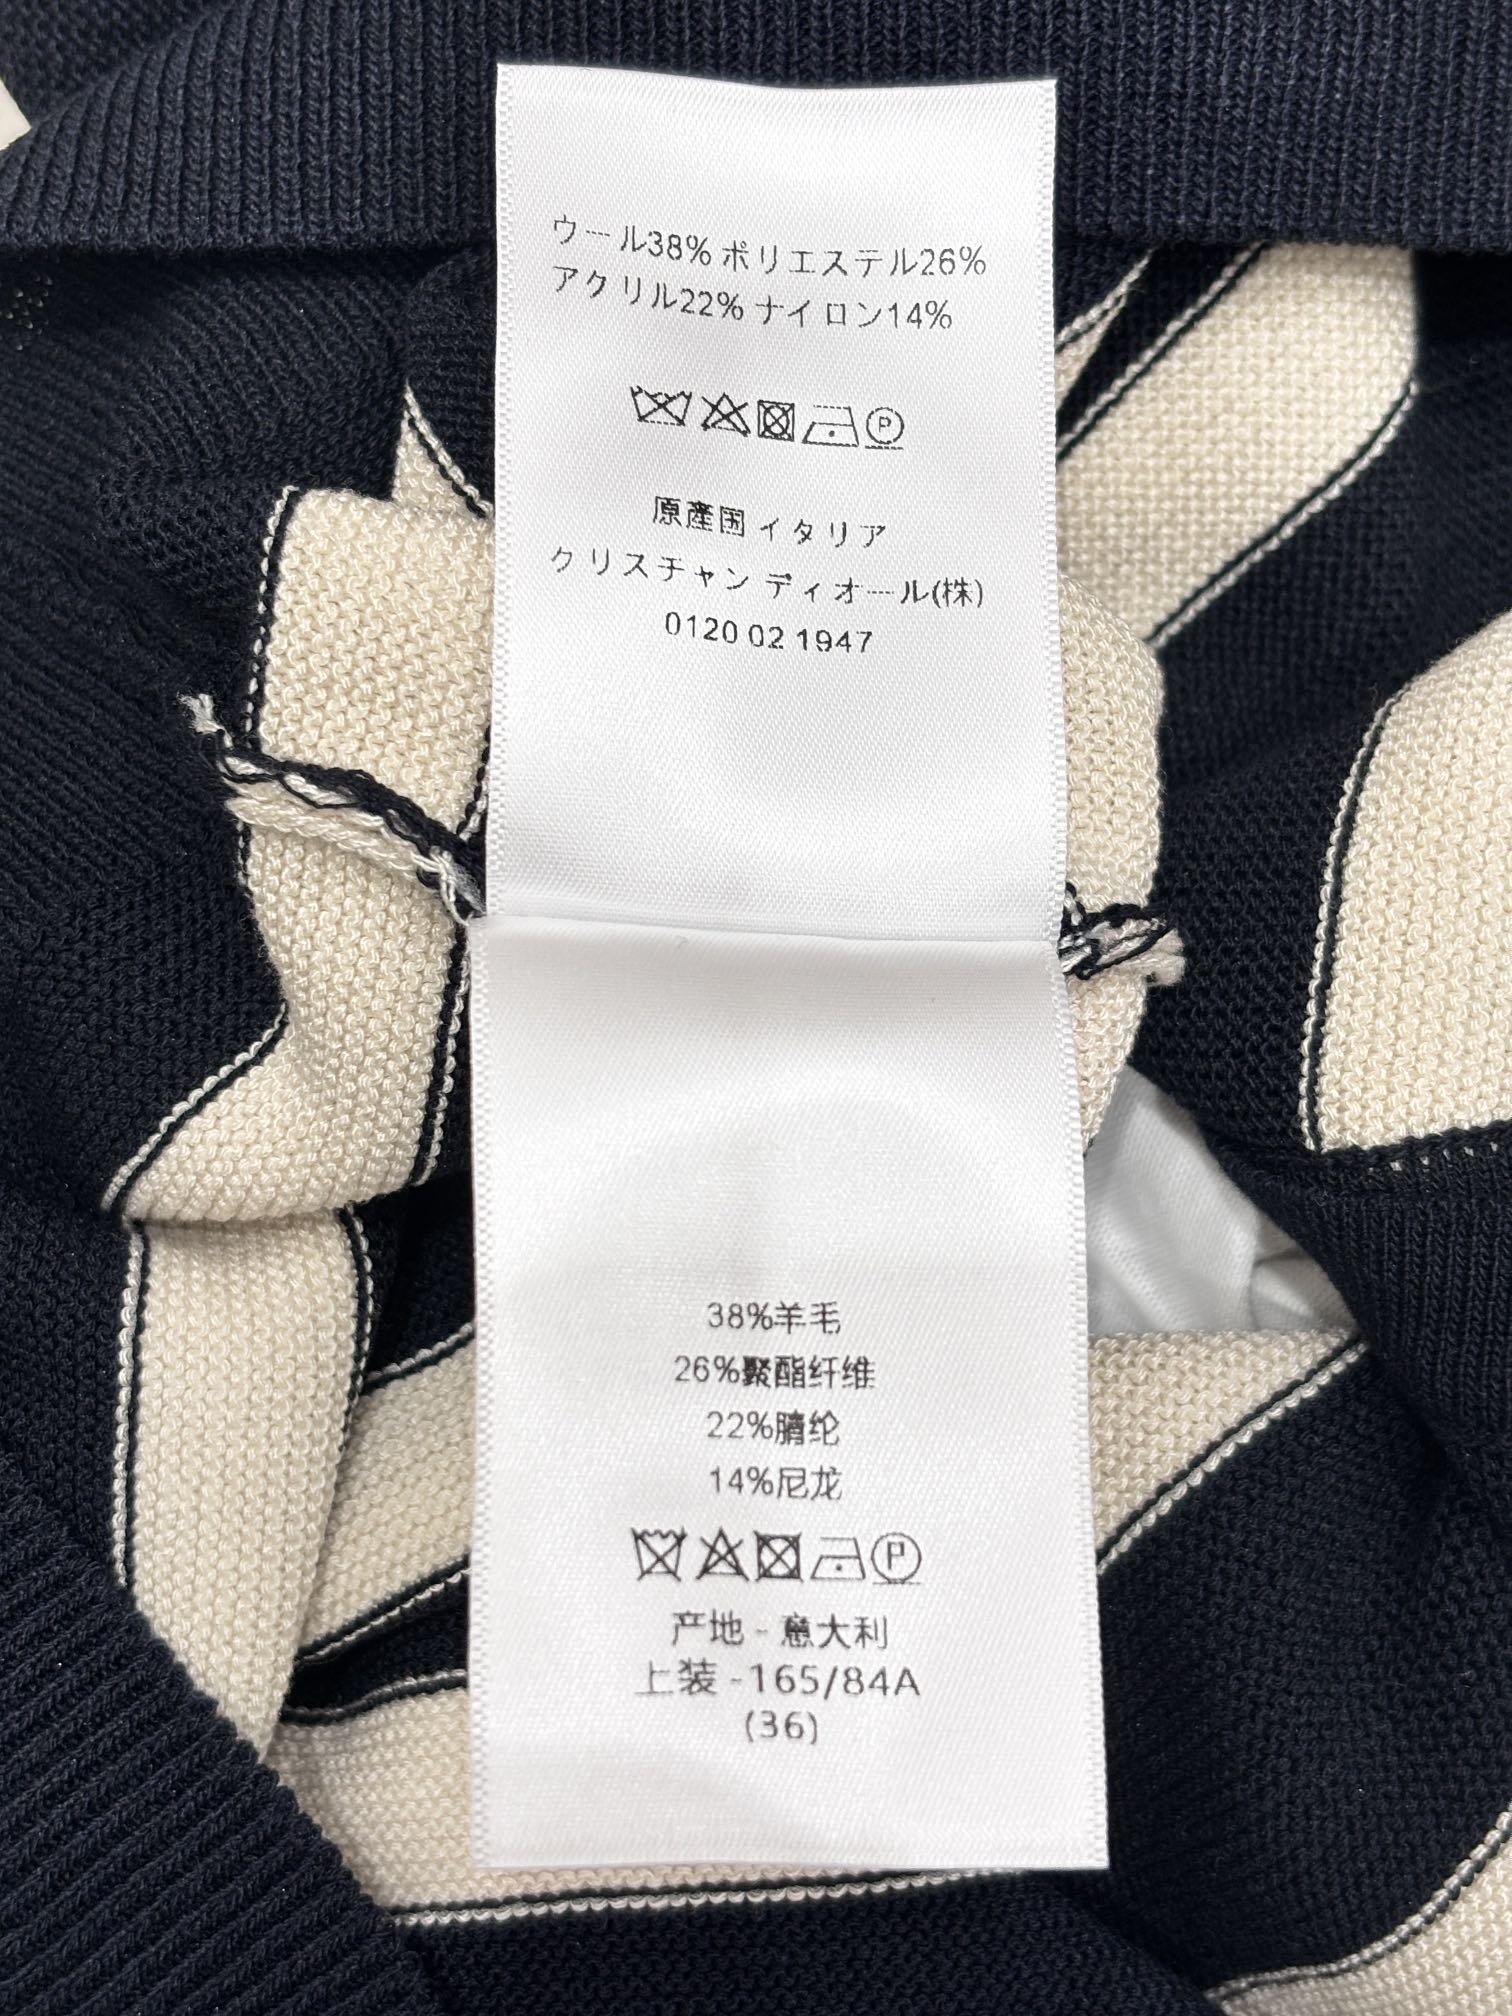 ウール38% ポリエステル26%
アクリル22% ナイロン14%
P
原産国 イタリア
クリスチャン ディオール(株)
0120 02 1947
38%羊毛
26%聚酯纤维
22%腈纶
14%尼龙
P
产地 - 意大利
上装 - 165/84A
(36)